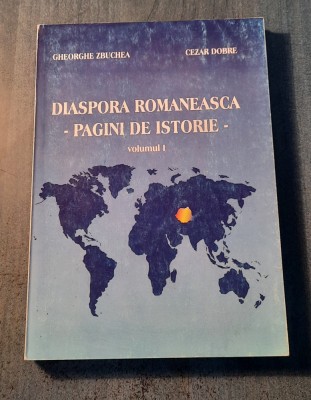 GHEORGHE ZBUCHEA CEZAR DOBRE
DIASPORA ROMANEASCA
- PAGINI DE ISTORIE -
volumul I